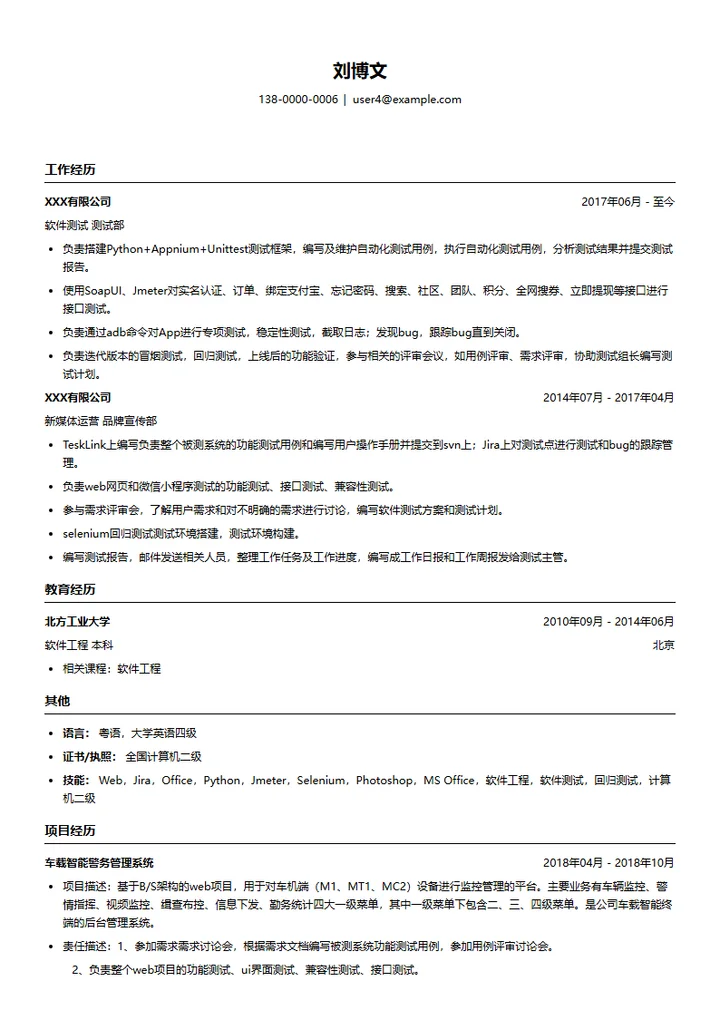 刘博文
138-0000-0006 | user4@example.com
工作经历
XXX有限公司 2017年06月 - 至今
软件测试 测试部
• 负责搭建Python+Appnium+Unittest测试框架，编写及维护自动化测试用例，执行自动化测试用例，分析测试结果并提交测试
报告。
• 使用SoapUI、Jmeter对实名认证、订单、绑定支付宝、忘记密码、搜索、社区、团队、积分、全网搜券、立即提现等接口进行
接口测试。
• 负责通过adb命令对App进行专项测试，稳定性测试，截取日志；发现bug，跟踪bug直到关闭。
• 负责迭代版本的冒烟测试，回归测试，上线后的功能验证，参与相关的评审会议，如用例评审、需求评审，协助测试组长编写测
试计划。
XXX有限公司 2014年07月 - 2017年04月
新媒体运营 品牌宣传部
• TeskLink上编写负责整个被测系统的功能测试用例和编写用户操作手册并提交到svn上；Jira上对测试点进行测试和bug的跟踪管
理。
• 负责web网页和微信小程序测试的功能测试、接口测试、兼容性测试。
• 参与需求评审会，了解用户需求和对不明确的需求进行讨论，编写软件测试方案和测试计划。
• selenium回归测试测试环境搭建，测试环境构建。
• 编写测试报告，邮件发送相关人员，整理工作任务及工作进度，编写成工作日报和工作周报发给测试主管。
教育经历
北方工业大学 2010年09月 - 2014年06月
软件工程 本科 北京
• 相关课程：软件工程
其他
• 语言： 粤语，大学英语四级
• 证书/执照： 全国计算机二级
• 技能： Web，Jira，Office，Python，Jmeter，Selenium，Photoshop，MS Office，软件工程，软件测试，回归测试，计算
机二级
项目经历
车载智能警务管理系统 2018年04月 - 2018年10月
• 项目描述：基于B/S架构的web项目，用于对车机端（M1、MT1、MC2）设备进行监控管理的平台。主要业务有车辆监控、警
情指挥、视频监控、缉查布控、信息下发、勤务统计四大一级菜单，其中一级菜单下包含二、三、四级菜单。是公司车载智能终
端的后台管理系统。
• 责任描述：1、参加需求需求讨论会，根据需求文档编写被测系统功能测试用例，参加用例评审讨论会。
2、负责整个web项目的功能测试、ui界面测试、兼容性测试、接口测试。